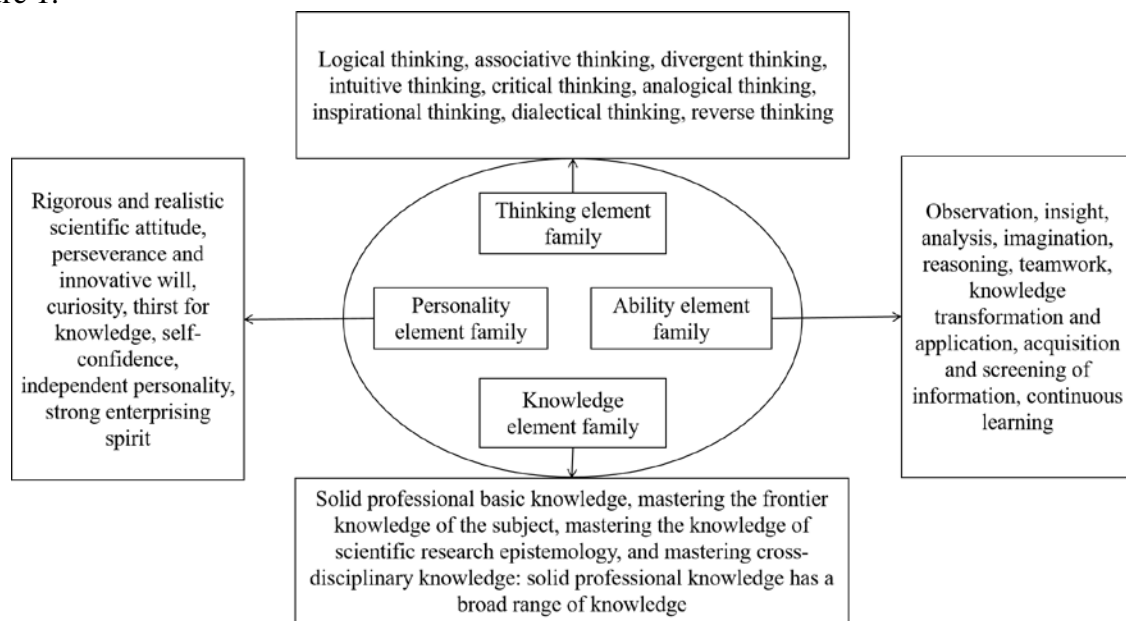 Logical thinking, associative thinking, divergent thinking,
intuitive thinking, critical thinking, analogical thinking,
inspirational thinking, dialectical thinking, reverse thinking
Thinking element
family
Rigorous and realistic
scientific attitude,
perseverance and
innovative will,
curiosity, thirst for
knowledge, self-
confidence,
independent personality,
strong enterprising
spirit
Personality
element family
Ability element
family
Observation, insight,
analysis, imagination,
reasoning, teamwork,
knowledge
transformation and
application, acquisition
and screening of
information, continuous
learning
Knowledge
element family
Solid professional basic knowledge, mastering the frontier
knowledge of the subject, mastering the knowledge of
scientific research epistemology, and mastering cross-
disciplinary knowledge: solid professional knowledge has a
broad range of knowledge